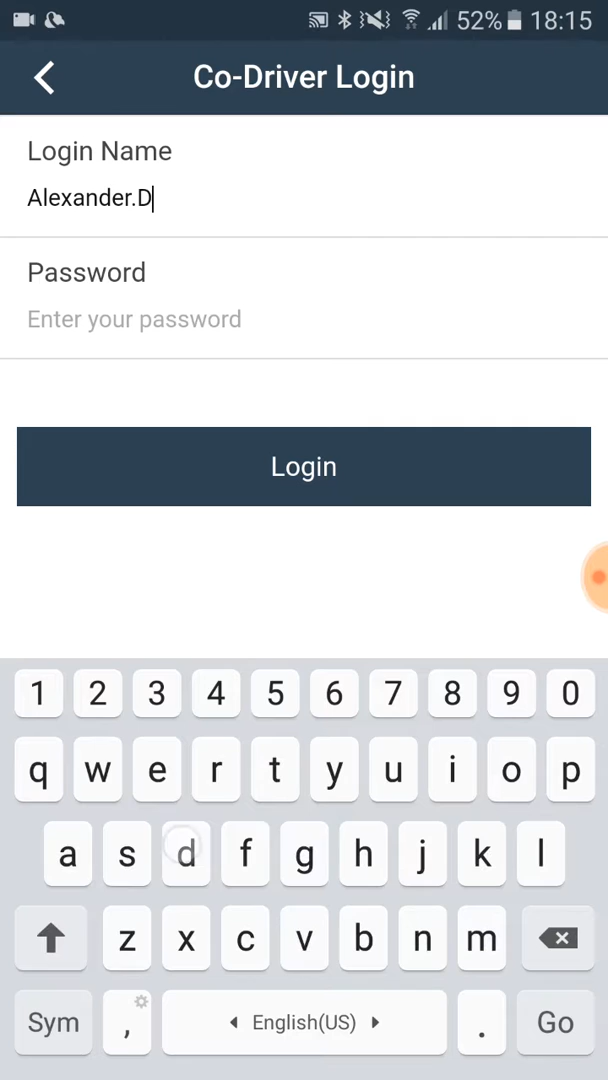 52% 18:15
Co-Driver Login
Login Name
Alexander.D
Password
Enter your password
Login
1 2 3 4 5 6 7 8 9 0
q w e r t y u i o p
a s d f g h j k l
z x c v b n m
Sym , English(US) . Go